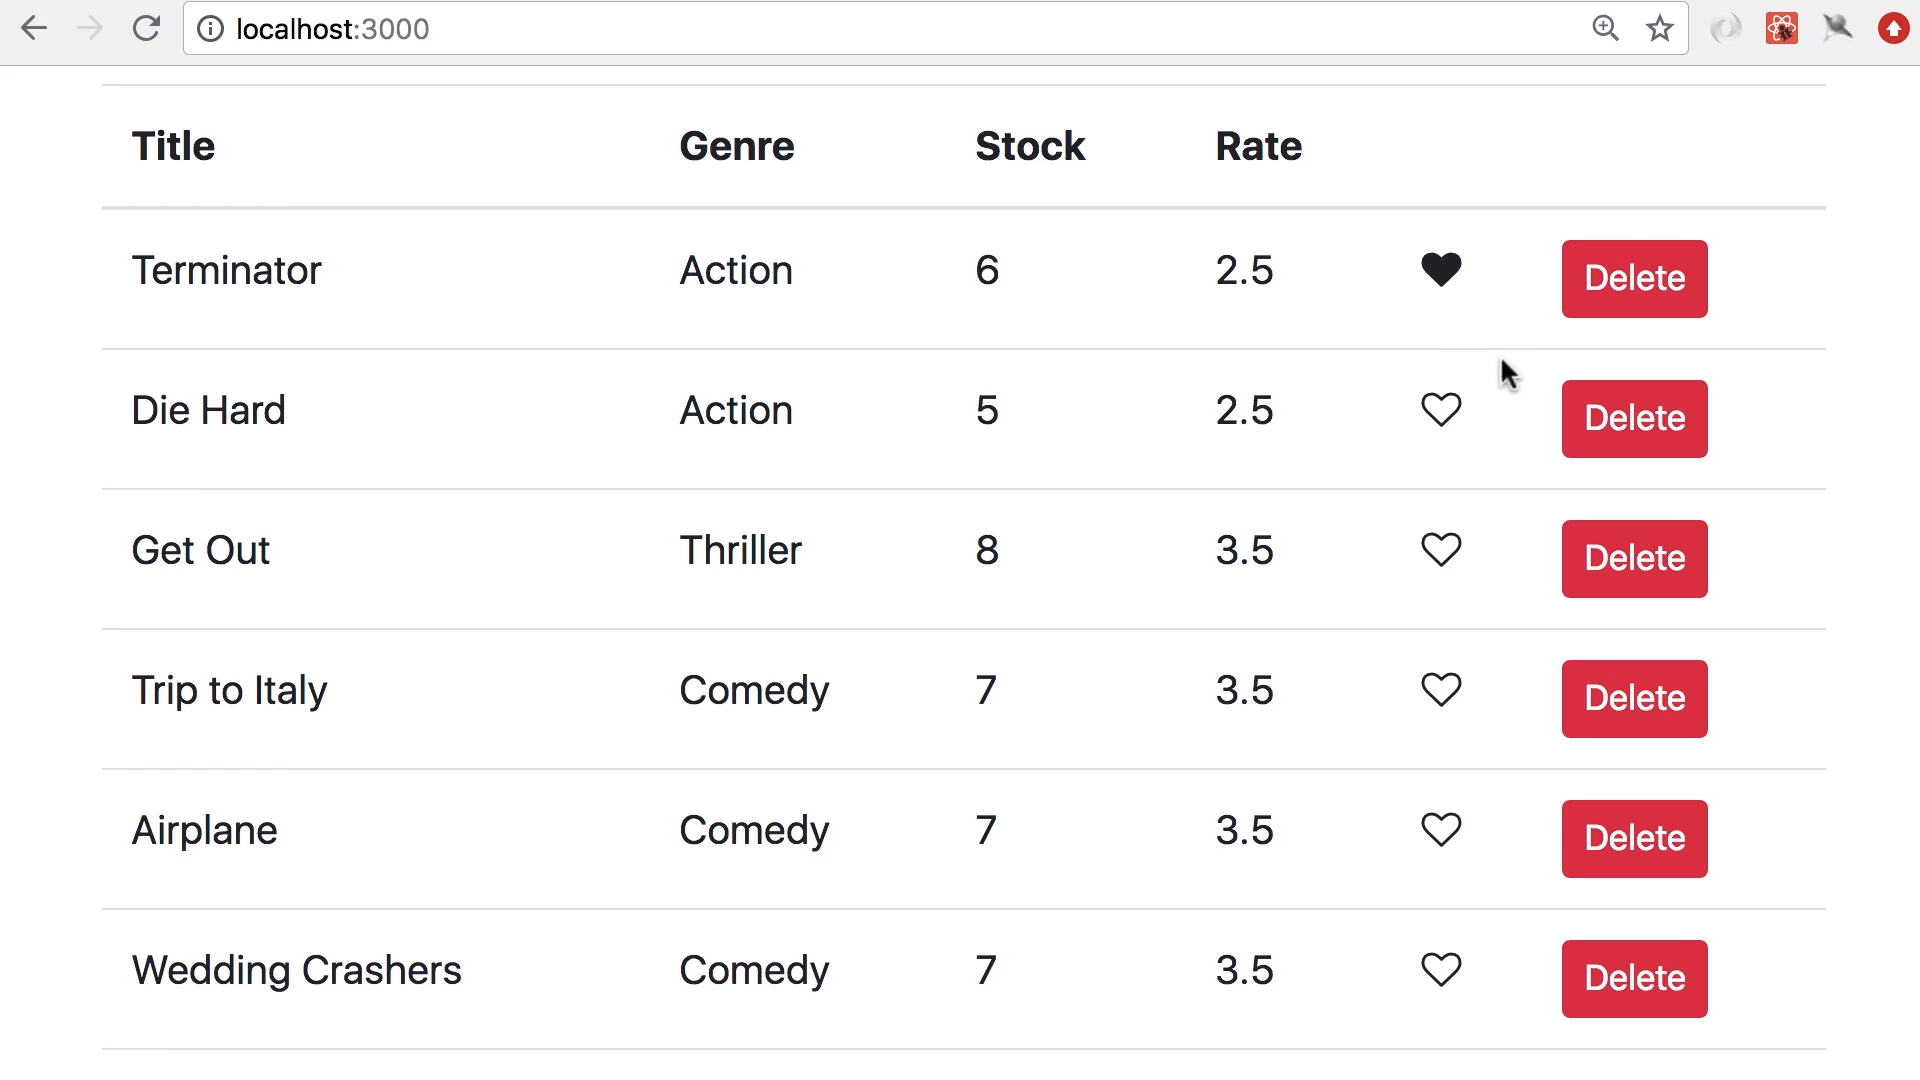 localhost:3000
Title Genre Stock Rate
Terminator Action 6 2.5 Delete
Die Hard Action 5 2.5 Delete
Get Out Thriller 8 3.5 Delete
Trip to Italy Comedy 7 3.5 Delete
Airplane Comedy 7 3.5 Delete
Wedding Crashers Comedy 7 3.5 Delete